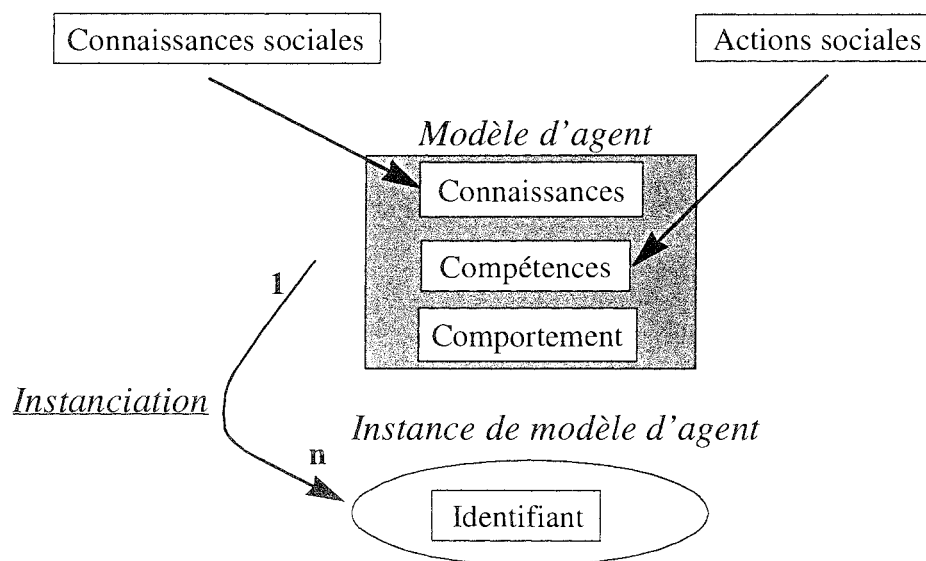 Connaissances sociales
Actions sociales
Modèle d'agent
Connaissances
Compétences
Comportement
1
Instanciation
n
Instance de modèle d'agent
Identifiant